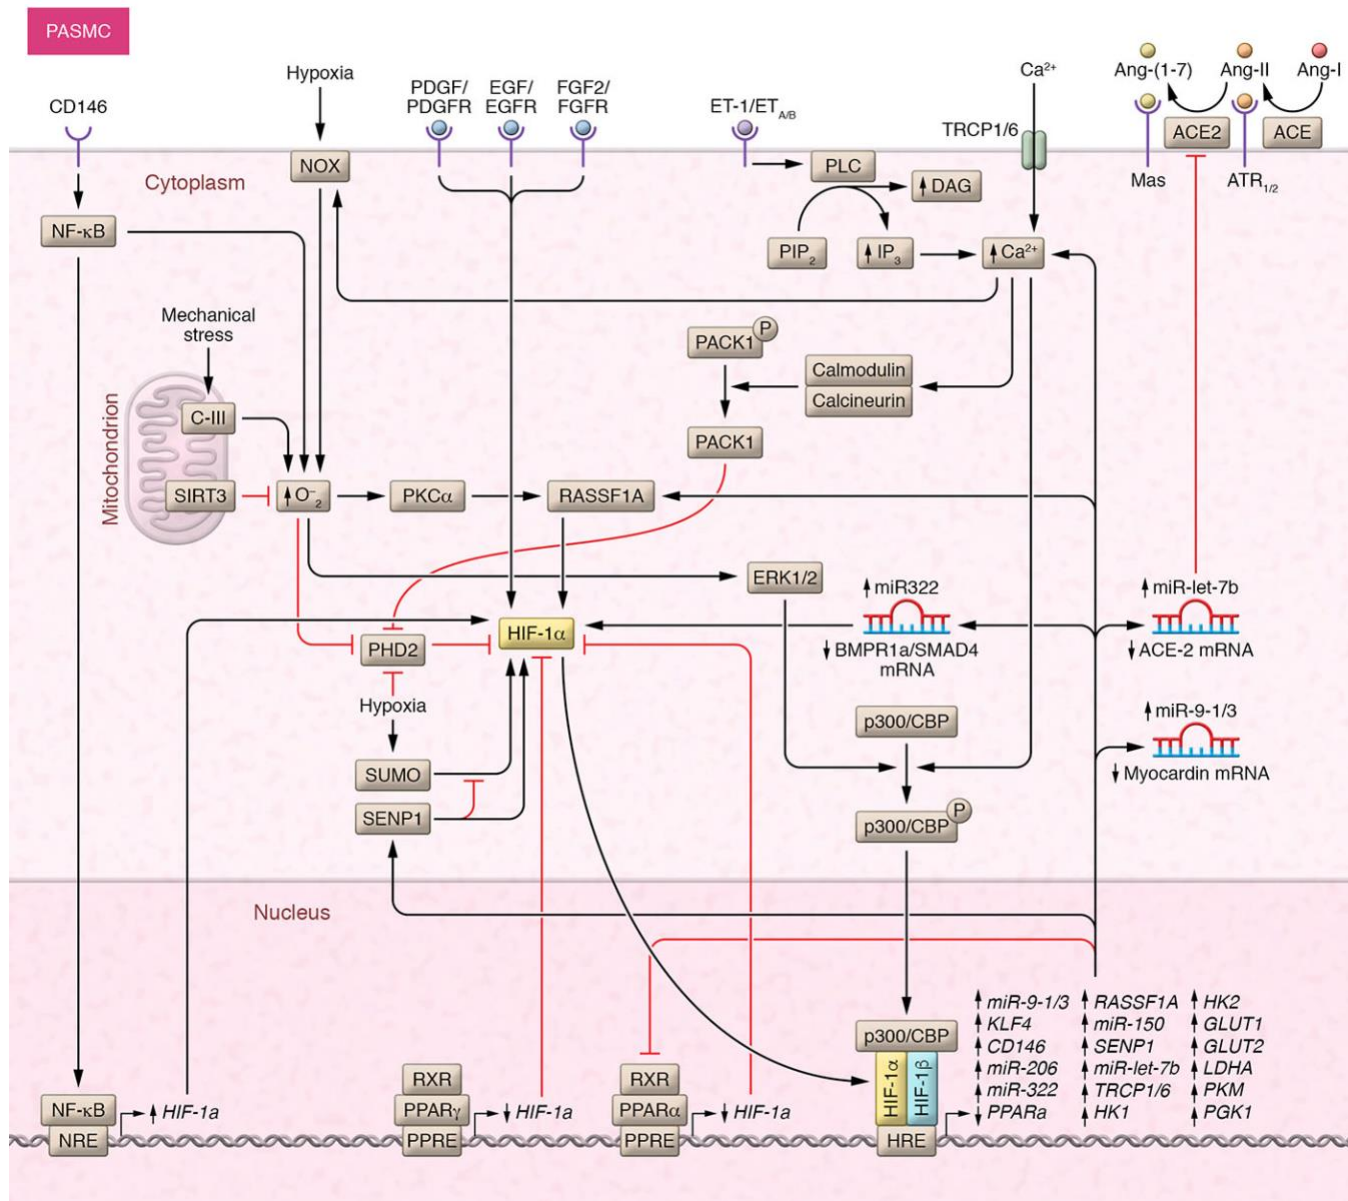 PASMC
CD146
Hypoxia
PDGF/
PDGFR
EGF/
EGFR
FGF2/
FGFR
ET-1/ETA/B
Ca2+
TRCP1/6
Ang-(1-7)
Ang-II
Ang-I
ACE2
ACE
Mas
ATR1/2
Cytoplasm
NOX
PLC
DAG
NF-κB
PIP2
IP3
Ca2+
Mechanical
stress
PACK1
P
Calmodulin
Calcineurin
Mitochondrion
C-III
PACK1
SIRT3
O−2
PKCα
RASSF1A
ERK1/2
miR322
BMPR1a/SMAD4
mRNA
miR-let-7b
ACE-2 mRNA
HIF-1α
PHD2
Hypoxia
SUMO
SENP1
p300/CBP
miR-9-1/3
Myocardin mRNA
p300/CBP
P
Nucleus
p300/CBP
HIF-1α
HIF-1β
HRE
miR-9-1/3
KLF4
CD146
miR-206
miR-322
PPARa
RASSF1A
miR-150
SENP1
miR-let-7b
TRCP1/6
HK1
HK2
GLUT1
GLUT2
LDHA
PKM
PGK1
NF-κB
NRE
HIF-1a
RXR
PPARγ
PPRE
HIF-1a
RXR
PPARα
PPRE
HIF-1a